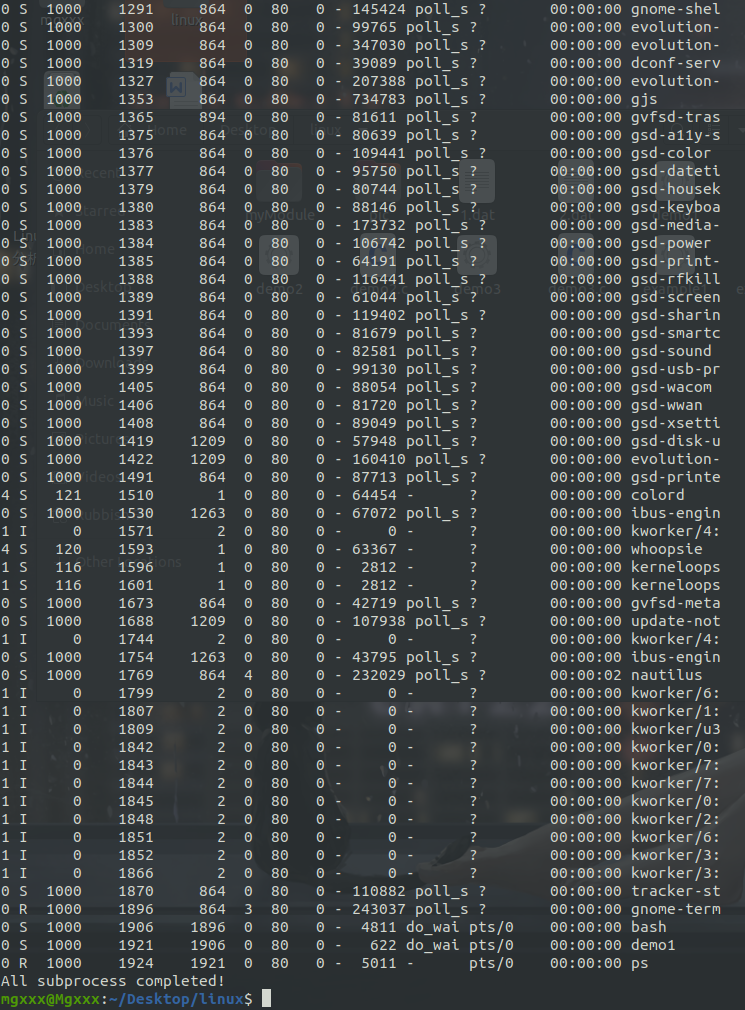 0 S 1000 1291 864 0 80 0 - 145424 poll_s ? 00:00:00 gnome-shel
0 S 1000 1300 864 0 80 0 - 99765 poll_s ? 00:00:00 evolution-
0 S 1000 1309 864 0 80 0 - 347030 poll_s ? 00:00:00 evolution-
0 S 1000 1319 864 0 80 0 - 39089 poll_s ? 00:00:00 dconf-serv
0 S 1000 1327 864 0 80 0 - 207388 poll_s ? 00:00:00 evolution-
0 S 1000 1353 864 0 80 0 - 734783 poll_s ? 00:00:00 gjs
0 S 1000 1365 894 0 80 0 - 81611 poll_s ? 00:00:00 gvfsd-tras
0 S 1000 1375 864 0 80 0 - 80639 poll_s ? 00:00:00 gsd-a11y-s
0 S 1000 1376 864 0 80 0 - 109441 poll_s ? 00:00:00 gsd-color
0 S 1000 1377 864 0 80 0 - 95750 poll_s ? 00:00:00 gsd-dateti
0 S 1000 1379 864 0 80 0 - 80744 poll_s ? 00:00:00 gsd-housek
0 S 1000 1380 864 0 80 0 - 88146 poll_s ? 00:00:00 gsd-keyboa
0 S 1000 1383 864 0 80 0 - 173732 poll_s ? 00:00:00 gsd-media-
0 S 1000 1384 864 0 80 0 - 106742 poll_s ? 00:00:00 gsd-power
0 S 1000 1385 864 0 80 0 - 64191 poll_s ? 00:00:00 gsd-print-
0 S 1000 1388 864 0 80 0 - 116441 poll_s ? 00:00:00 gsd-rfkill
0 S 1000 1389 864 0 80 0 - 61044 poll_s ? 00:00:00 gsd-screen
0 S 1000 1391 864 0 80 0 - 119402 poll_s ? 00:00:00 gsd-sharin
0 S 1000 1393 864 0 80 0 - 81679 poll_s ? 00:00:00 gsd-smartc
0 S 1000 1397 864 0 80 0 - 82581 poll_s ? 00:00:00 gsd-sound
0 S 1000 1399 864 0 80 0 - 99130 poll_s ? 00:00:00 gsd-usb-pr
0 S 1000 1405 864 0 80 0 - 88054 poll_s ? 00:00:00 gsd-wacom
0 S 1000 1406 864 0 80 0 - 81720 poll_s ? 00:00:00 gsd-wwan
0 S 1000 1408 864 0 80 0 - 89049 poll_s ? 00:00:00 gsd-xsetti
0 S 1000 1419 1209 0 80 0 - 57948 poll_s ? 00:00:00 gsd-disk-u
0 S 1000 1422 1209 0 80 0 - 160410 poll_s ? 00:00:00 evolution-
0 S 1000 1491 864 0 80 0 - 87713 poll_s ? 00:00:00 gsd-printe
4 S 121 1510 1 0 80 0 - 64454 - ? 00:00:00 colord
0 S 1000 1530 1263 0 80 0 - 67072 poll_s ? 00:00:00 ibus-engin
1 I 0 1571 2 0 80 0 - 0 - ? 00:00:00 kworker/4:
4 S 120 1593 1 0 80 0 - 63367 - ? 00:00:00 whoopsie
1 S 116 1596 1 0 80 0 - 2812 - ? 00:00:00 kerneloops
1 S 116 1601 1 0 80 0 - 2812 - ? 00:00:00 kerneloops
0 S 1000 1673 864 0 80 0 - 42719 poll_s ? 00:00:00 gvfsd-meta
0 S 1000 1688 1209 0 80 0 - 107938 poll_s ? 00:00:00 update-not
1 I 0 1744 2 0 80 0 - 0 - ? 00:00:00 kworker/4:
0 S 1000 1754 1263 0 80 0 - 43795 poll_s ? 00:00:00 ibus-engin
0 S 1000 1769 864 4 80 0 - 232029 poll_s ? 00:00:02 nautilus
1 I 0 1799 2 0 80 0 - 0 - ? 00:00:00 kworker/6:
1 I 0 1807 2 0 80 0 - 0 - ? 00:00:00 kworker/1:
1 I 0 1809 2 0 80 0 - 0 - ? 00:00:00 kworker/u3
1 I 0 1842 2 0 80 0 - 0 - ? 00:00:00 kworker/0:
1 I 0 1843 2 0 80 0 - 0 - ? 00:00:00 kworker/7:
1 I 0 1844 2 0 80 0 - 0 - ? 00:00:00 kworker/7:
1 I 0 1845 2 0 80 0 - 0 - ? 00:00:00 kworker/0:
1 I 0 1848 2 0 80 0 - 0 - ? 00:00:00 kworker/2:
1 I 0 1851 2 0 80 0 - 0 - ? 00:00:00 kworker/6:
1 I 0 1852 2 0 80 0 - 0 - ? 00:00:00 kworker/3:
1 I 0 1866 2 0 80 0 - 0 - ? 00:00:00 kworker/3:
0 S 1000 1870 864 0 80 0 - 110882 poll_s ? 00:00:00 tracker-st
0 R 1000 1896 864 3 80 0 - 243037 poll_s ? 00:00:00 gnome-term
0 S 1000 1906 1896 0 80 0 - 4811 do_wai pts/0 00:00:00 bash
0 S 1000 1921 1906 0 80 0 - 622 do_wai pts/0 00:00:00 demo1
0 R 1000 1924 1921 0 80 0 - 5011 - pts/0 00:00:00 ps
All subprocess completed!
mgxxx@Mgxxx:~/Desktop/linux$